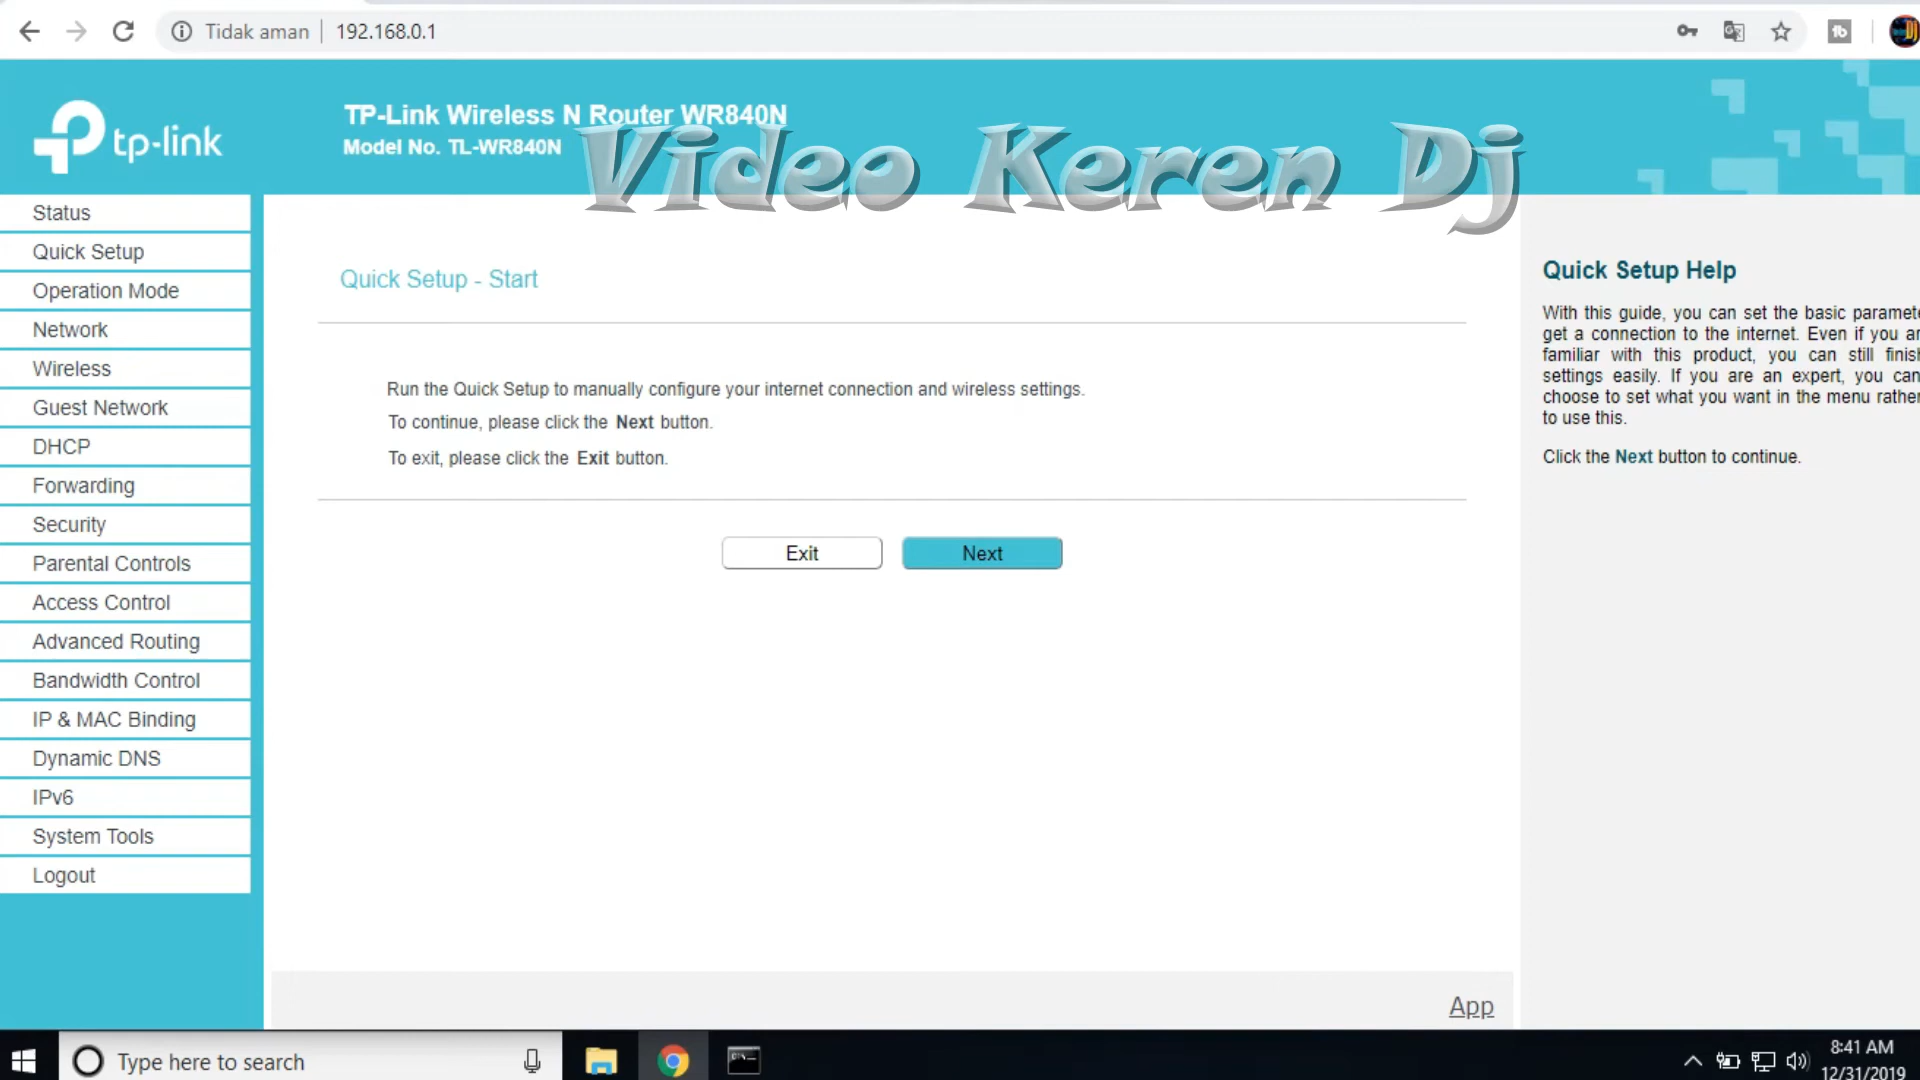 Tidak aman | 192.168.0.1
tp-link
TP-Link Wireless N Router WR840N
Model No. TL-WR840N
Video Keren Dj
Status
Quick Setup
Operation Mode
Network
Wireless
Guest Network
DHCP
Forwarding
Security
Parental Controls
Access Control
Advanced Routing
Bandwidth Control
IP & MAC Binding
Dynamic DNS
IPv6
System Tools
Logout
Quick Setup - Start
Run the Quick Setup to manually configure your internet connection and wireless settings.
To continue, please click the Next button.
To exit, please click the Exit button.
Exit
Next
Quick Setup Help
With this guide, you can set the basic paramete
get a connection to the internet. Even if you ar
familiar with this product, you can still finish
settings easily. If you are an expert, you can
choose to set what you want in the menu rather
to use this.
Click the Next button to continue.
App
Type here to search
8:41 AM
12/31/2019